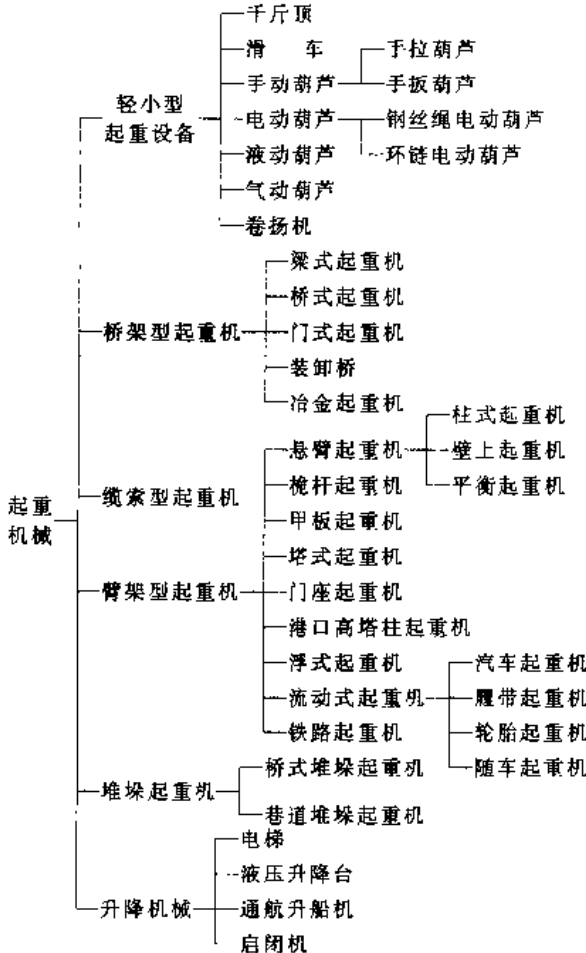 千斤顶
滑 车
手动葫芦
手拉葫芦
手扳葫芦
轻小型
起重设备
电动葫芦
钢丝绳电动葫芦
环链电动葫芦
液动葫芦
气动葫芦
卷扬机
梁式起重机
桥式起重机
桥架型起重机
门式起重机
装卸桥
冶金起重机
悬臂起重机
柱式起重机
壁上起重机
平衡起重机
起重
机械
缆索型起重机
桅杆起重机
甲板起重机
塔式起重机
臂架型起重机
门座起重机
港口高塔柱起重机
浮式起重机
流动式起重机
汽车起重机
履带起重机
轮胎起重机
随车起重机
铁路起重机
堆垛起重机
桥式堆垛起重机
巷道堆垛起重机
电梯
液压升降台
升降机械
通航升船机
启闭机